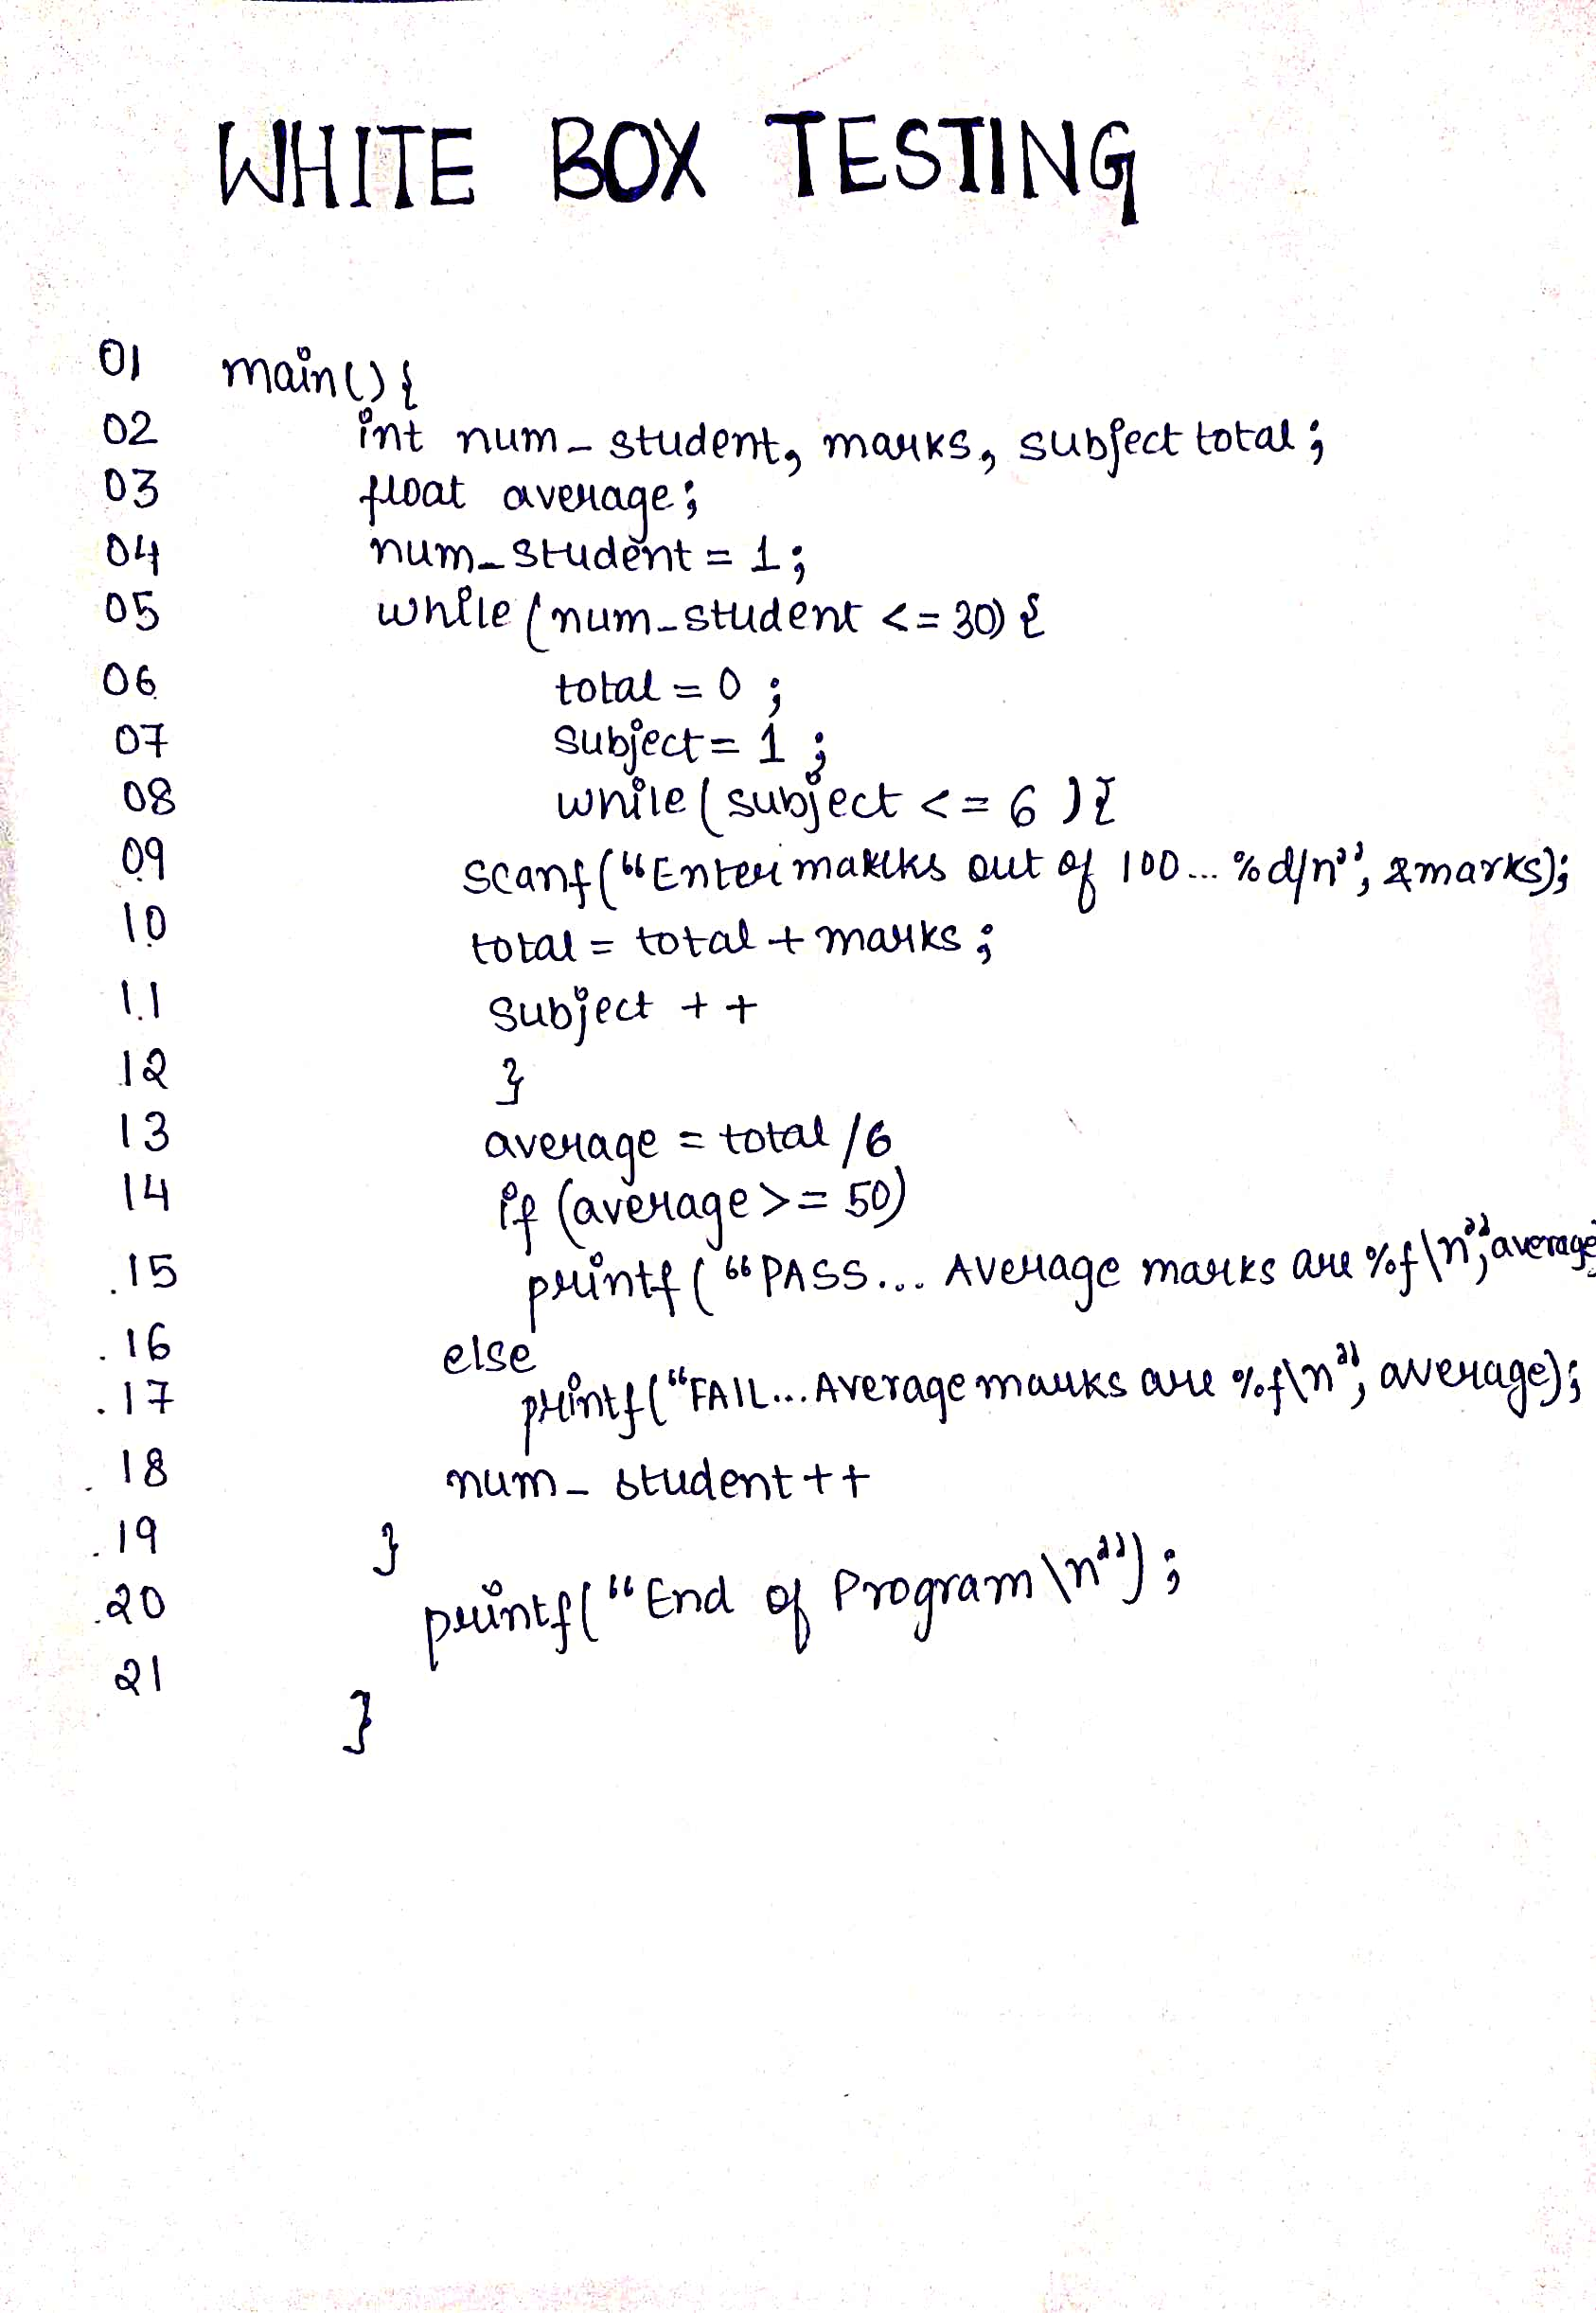 WHITE BOX TESTING
01 main() {
02 int num_student, marks, subject total;
03 float average;
04 num_student = 1;
05 while (num_student <= 30) {
06 total = 0 ;
07 subject = 1 ;
08 while ( subject <= 6 ) {
09 scanf ("Enter marks out of 100 ... %d/n", &marks);
10 total = total + marks ;
11 subject ++
12 }
13 average = total /6
14 if (average >= 50)
15 printf ( "PASS... Average marks are %f\n", average
16 else
17 printf ("FAIL... Average marks are %f\n", average);
18 num_student ++
19 }
20 printf( "End of Program \n") ;
21 }